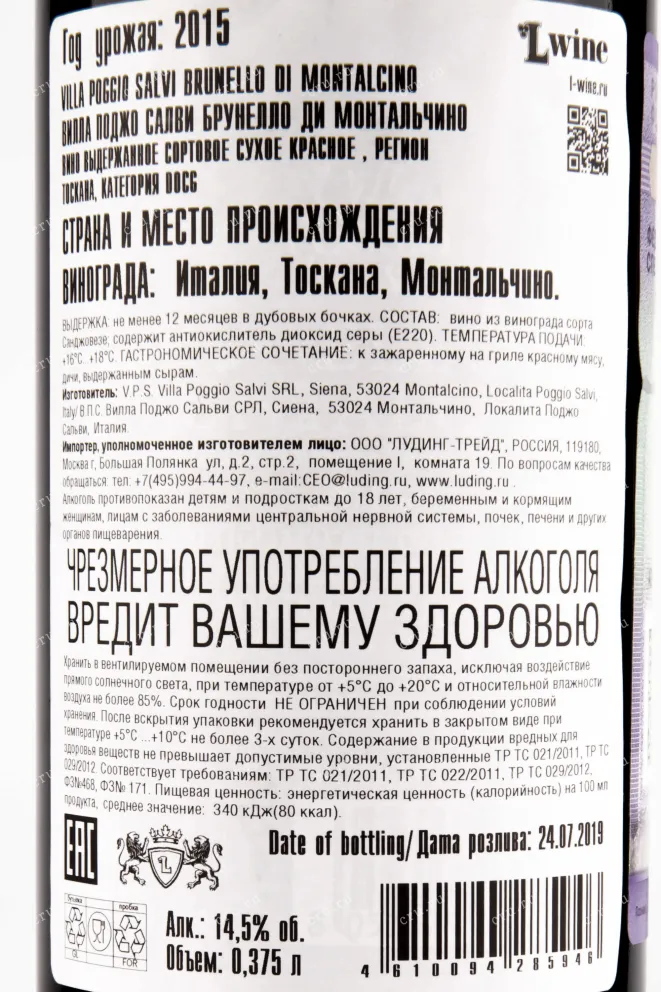 Год урожая: 2015
Lwine
l-wine.ru
VILLA POGGIO SALVI BRUNELLO DI MONTALCINO
ВИЛЛА ПОДЖО САЛВИ БРУНЕЛЛО ДИ МОНТАЛЬЧИНО
ВИНО ВЫДЕРЖАННОЕ СОРТОВОЕ СУХОЕ КРАСНОЕ , РЕГИОН
ТОСКАНА, КАТЕГОРИЯ DOCG
СТРАНА И МЕСТО ПРОИСХОЖДЕНИЯ
ВИНОГРАДА: Италия, Тоскана, Монтальчино.
ВЫДЕРЖКА: не менее 12 месяцев в дубовых бочках. СОСТАВ: вино из винограда сорта
Санджовезе; содержит антиокислитель диоксид серы (Е220). ТЕМПЕРАТУРА ПОДАЧИ:
+16°С. +18°С. ГАСТРОНОМИЧЕСКОЕ СОЧЕТАНИЕ: к зажаренному на гриле красному мясу,
дичи, выдержанным сырам.
Изготовитель: V.P.S. Villa Poggio Salvi SRL, Siena, 53024 Montalcino, Localita Poggio Salvi,
Italy/ В.П.С. Вилла Поджо Сальви СРЛ, Сиена, 53024 Монтальчино, Локалита Поджо
Сальви, Италия.
Импортер, уполномоченное изготовителем лицо: ООО "ЛУДИНГ-ТРЕЙД", РОССИЯ, 119180,
Москва г, Большая Полянка ул, д.2, стр.2, помещение I, комната 19. По вопросам качества
обращаться: тел: +7(495)994-44-97, e-mail:CEO@luding.ru, www.luding.ru .
Алкоголь противопоказан детям и подросткам до 18 лет, беременным и кормящим
женщинам, лицам с заболеваниями центральной нервной системы, почек, печени и других
органов пищеварения.
ЧРЕЗМЕРНОЕ УПОТРЕБЛЕНИЕ АЛКОГОЛЯ
ВРЕДИТ ВАШЕМУ ЗДОРОВЬЮ
Хранить в вентилируемом помещении без постороннего запаха, исключая воздействие
прямого солнечного света, при температуре от +5°С до +20°С и относительной влажности
воздуха не более 85%. Срок годности НЕ ОГРАНИЧЕН при соблюдении условий
хранения. После вскрытия упаковки рекомендуется хранить в закрытом виде при
температуре +5°С ...+10°С не более 3-х суток. Содержание в продукции вредных для
здоровья веществ не превышает допустимые уровни, установленные ТР ТС 021/2011, ТР ТС
029/2012. Соответствует требованиям: ТР ТС 021/2011, ТР ТС 022/2011, ТР ТС 029/2012,
ФЗ№468, ФЗ№ 171. Пищевая ценность: энергетическая ценность (калорийность) на 100 мл
продукта, среднее значение: 340 кДж(80 ккал).
EAC
L
Date of bottling/Дата розлива: 24.07.2019
бутылка
пробка
GL
FOR
Алк.: 14,5% об.
Объем: 0,375 л
4 610094 285946